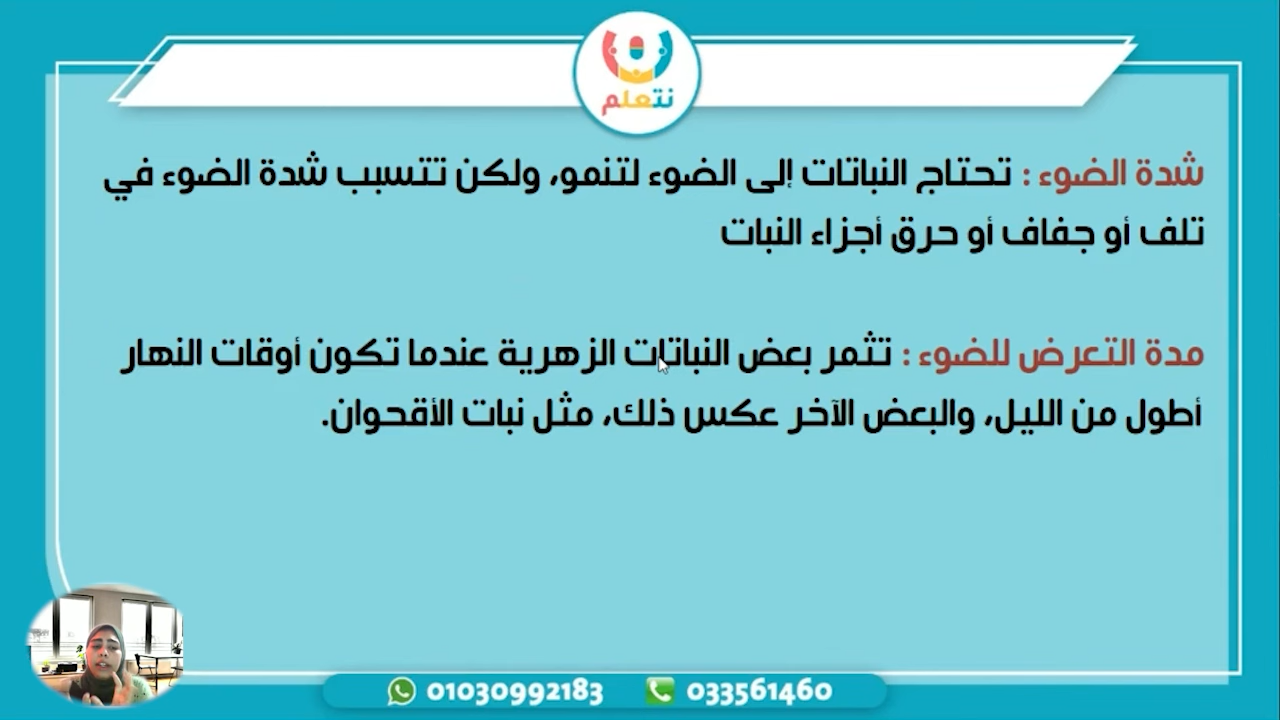 نتعلم
شدة الضوء : تحتاج النباتات إلى الضوء لتنمو، ولكن تتسبب شدة الضوء في
تلف أو جفاف أو حرق أجزاء النبات
مدة التعرض للضوء : تثمر بعض النباتات الزهرية عندما تكون أوقات النهار
أطول من الليل، والبعض الآخر عكس ذلك، مثل نبات الأقحوان.
01030992183 033561460